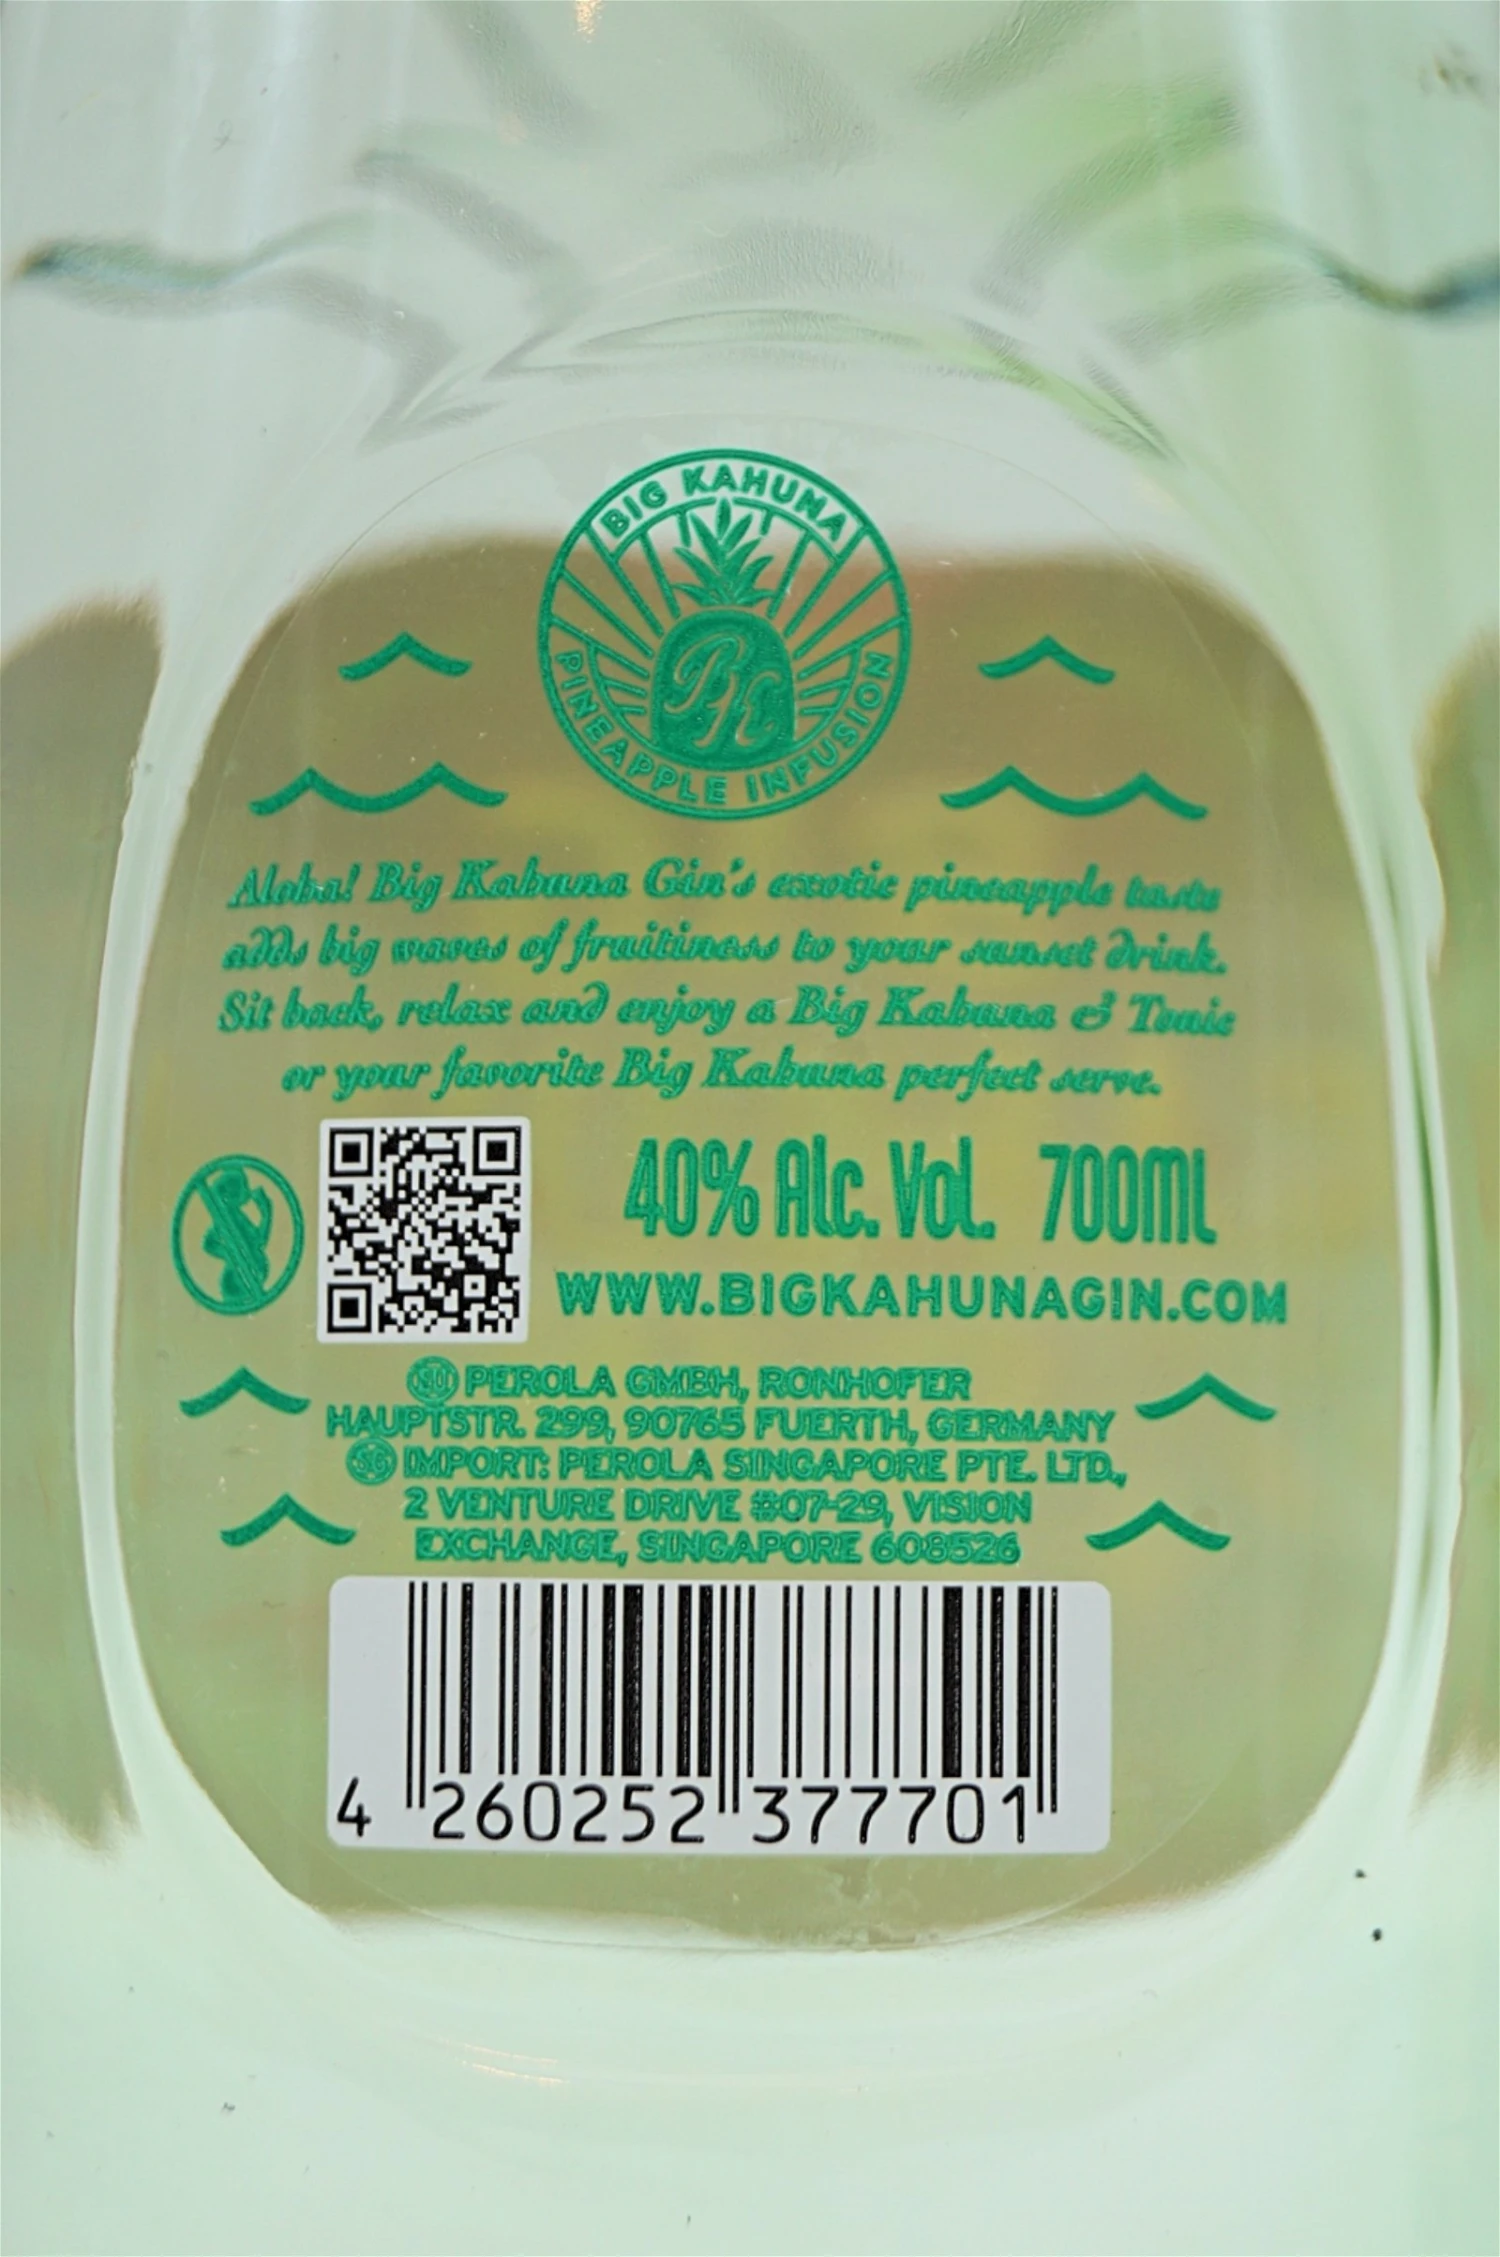 BIG KAHUNA
BK
PINEAPPLE INFUSION
Aloha! Big Kahuna Gin's exotic pineapple taste
adds big waves of fruitiness to your sunset drink.
Sit back, relax and enjoy a Big Kahuna & Tonic
or your favorite Big Kahuna perfect serve.
40% Alc. Vol. 700ml
WWW.BIGKAHUNAGIN.COM
PEROLA GMBH, RONHOFER
HAUPTSTR. 299, 90765 FUERTH, GERMANY
SG IMPORT: PEROLA SINGAPORE PTE. LTD.,
2 VENTURE DRIVE #07-29, VISION
EXCHANGE, SINGAPORE 608526
4 260252 377701